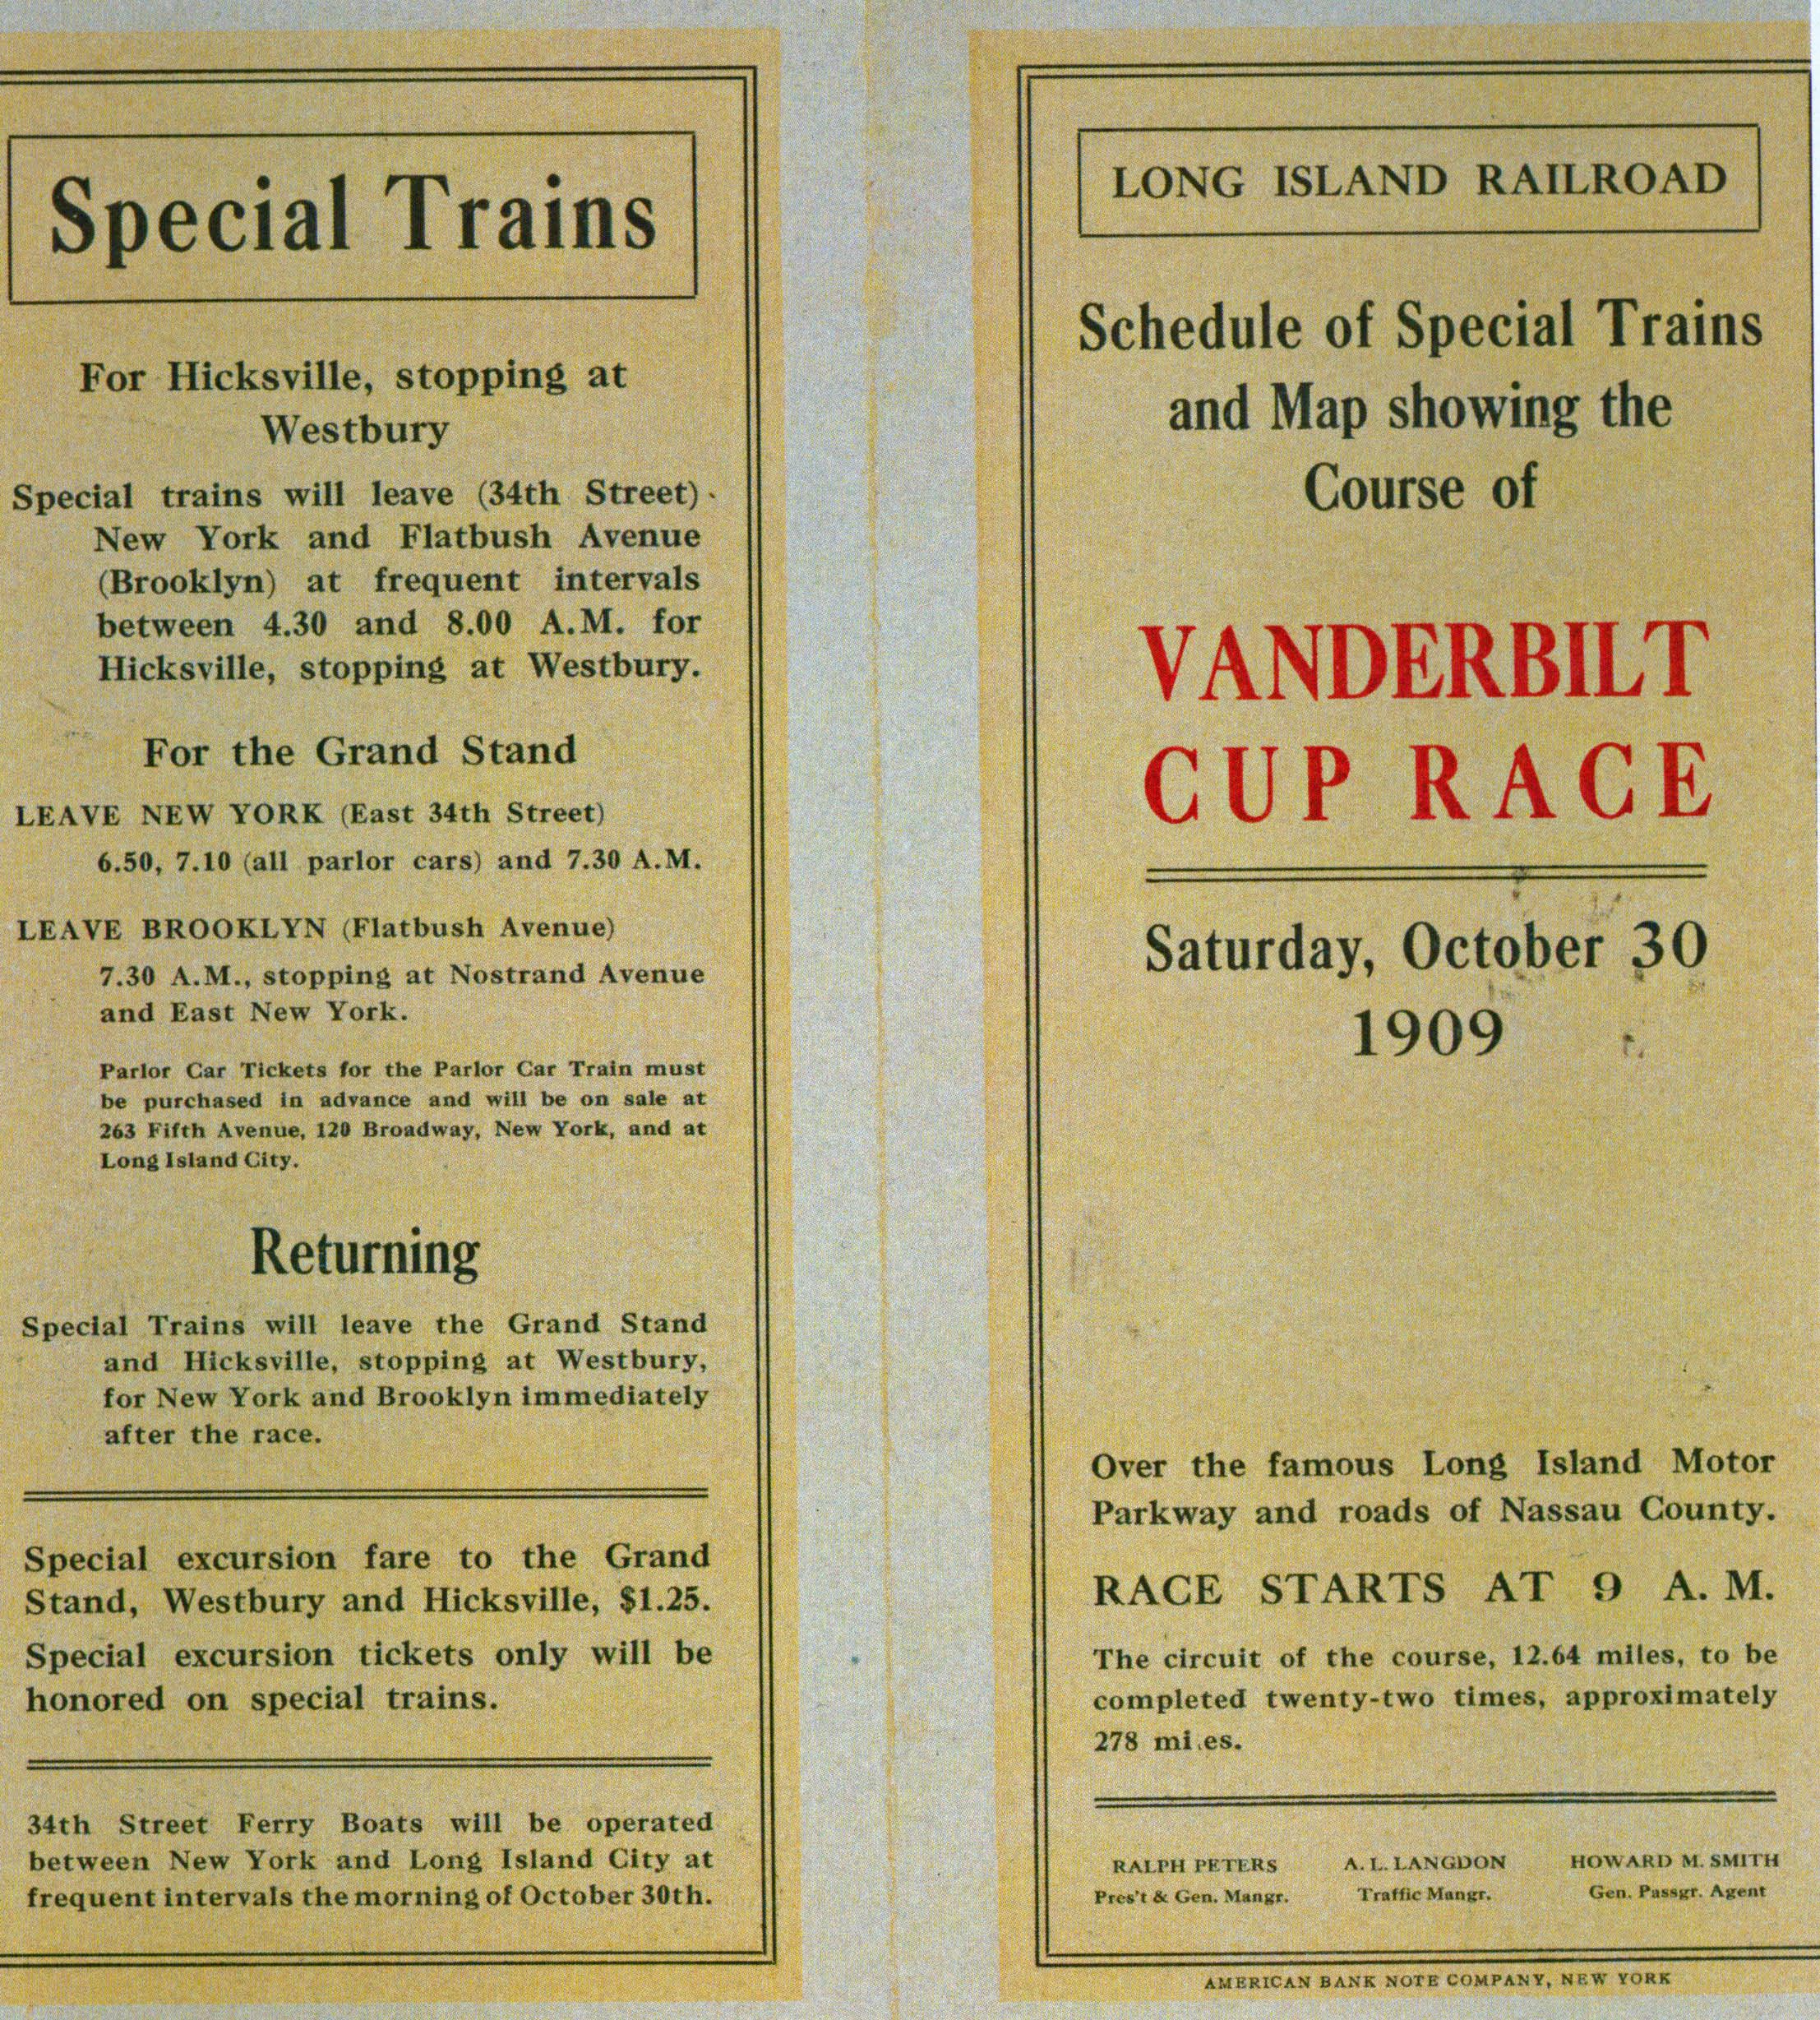 Special Trains
For Hicksville, stopping at
Westbury
Special trains will leave (34th Street)
New York and Flatbush Avenue
(Brooklyn) at frequent intervals
between 4.30 and 8.00 A.M. for
Hicksville, stopping at Westbury.
For the Grand Stand
LEAVE NEW YORK (East 34th Street)
6.50, 7.10 (all parlor cars) and 7.30 A.M.
LEAVE BROOKLYN (Flatbush Avenue)
7.30 A.M., stopping at Nostrand Avenue
and East New York.
Parlor Car Tickets for the Parlor Car Train must
be purchased in advance and will be on sale at
263 Fifth Avenue, 120 Broadway, New York, and at
Long Island City.
Returning
Special Trains will leave the Grand Stand
and Hicksville, stopping at Westbury,
for New York and Brooklyn immediately
after the race.
Special excursion fare to the Grand
Stand, Westbury and Hicksville, $1.25.
Special excursion tickets only will be
honored on special trains.
34th Street Ferry Boats will be operated
between New York and Long Island City at
frequent intervals the morning of October 30th.
LONG ISLAND RAILROAD
Schedule of Special Trains
and Map showing the
Course of
VANDERBILT
CUP RACE
Saturday, October 30
1909
Over the famous Long Island Motor
Parkway and roads of Nassau County.
RACE STARTS AT 9 A. M.
The circuit of the course, 12.64 miles, to be
completed twenty-two times, approximately
278 mi.es.
RALPH PETERS A. L. LANGDON HOWARD M. SMITH
Pres't & Gen. Mangr. Traffic Mangr. Gen. Passgr. Agent
AMERICAN BANK NOTE COMPANY, NEW YORK